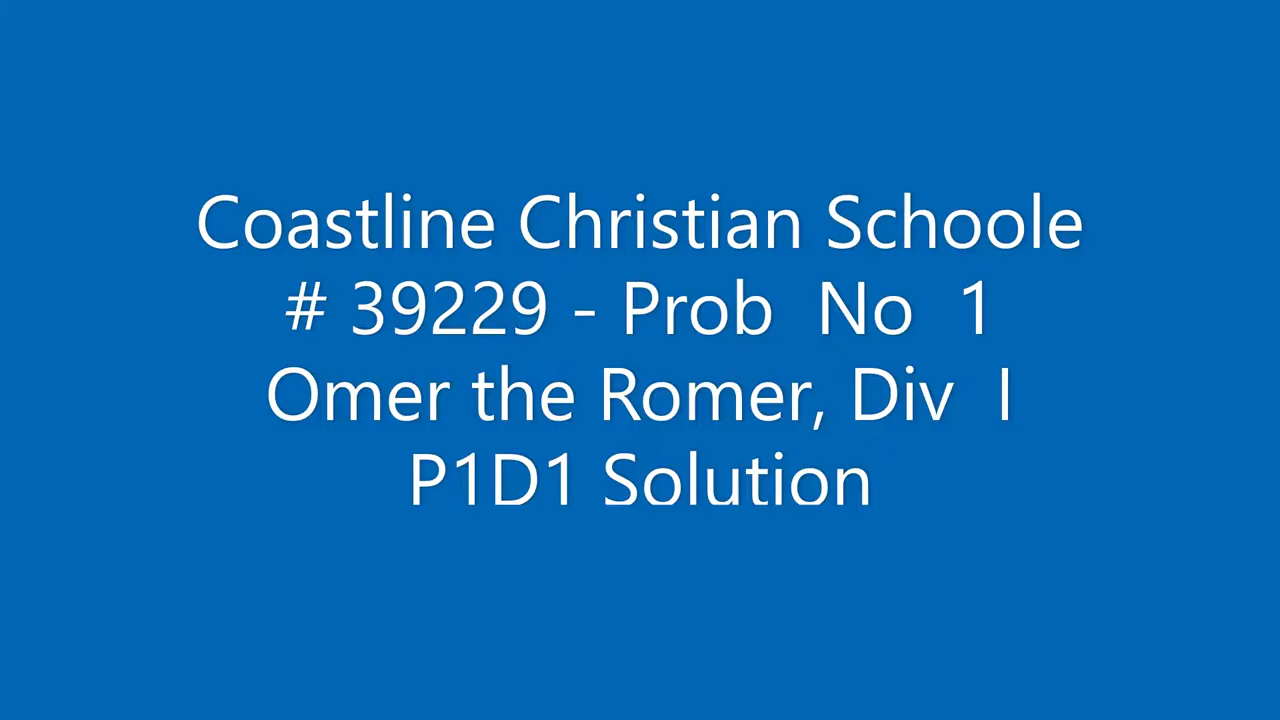 Coastline Christian Schoole
# 39229 - Prob No 1
Omer the Romer, Div I
P1D1 Solution